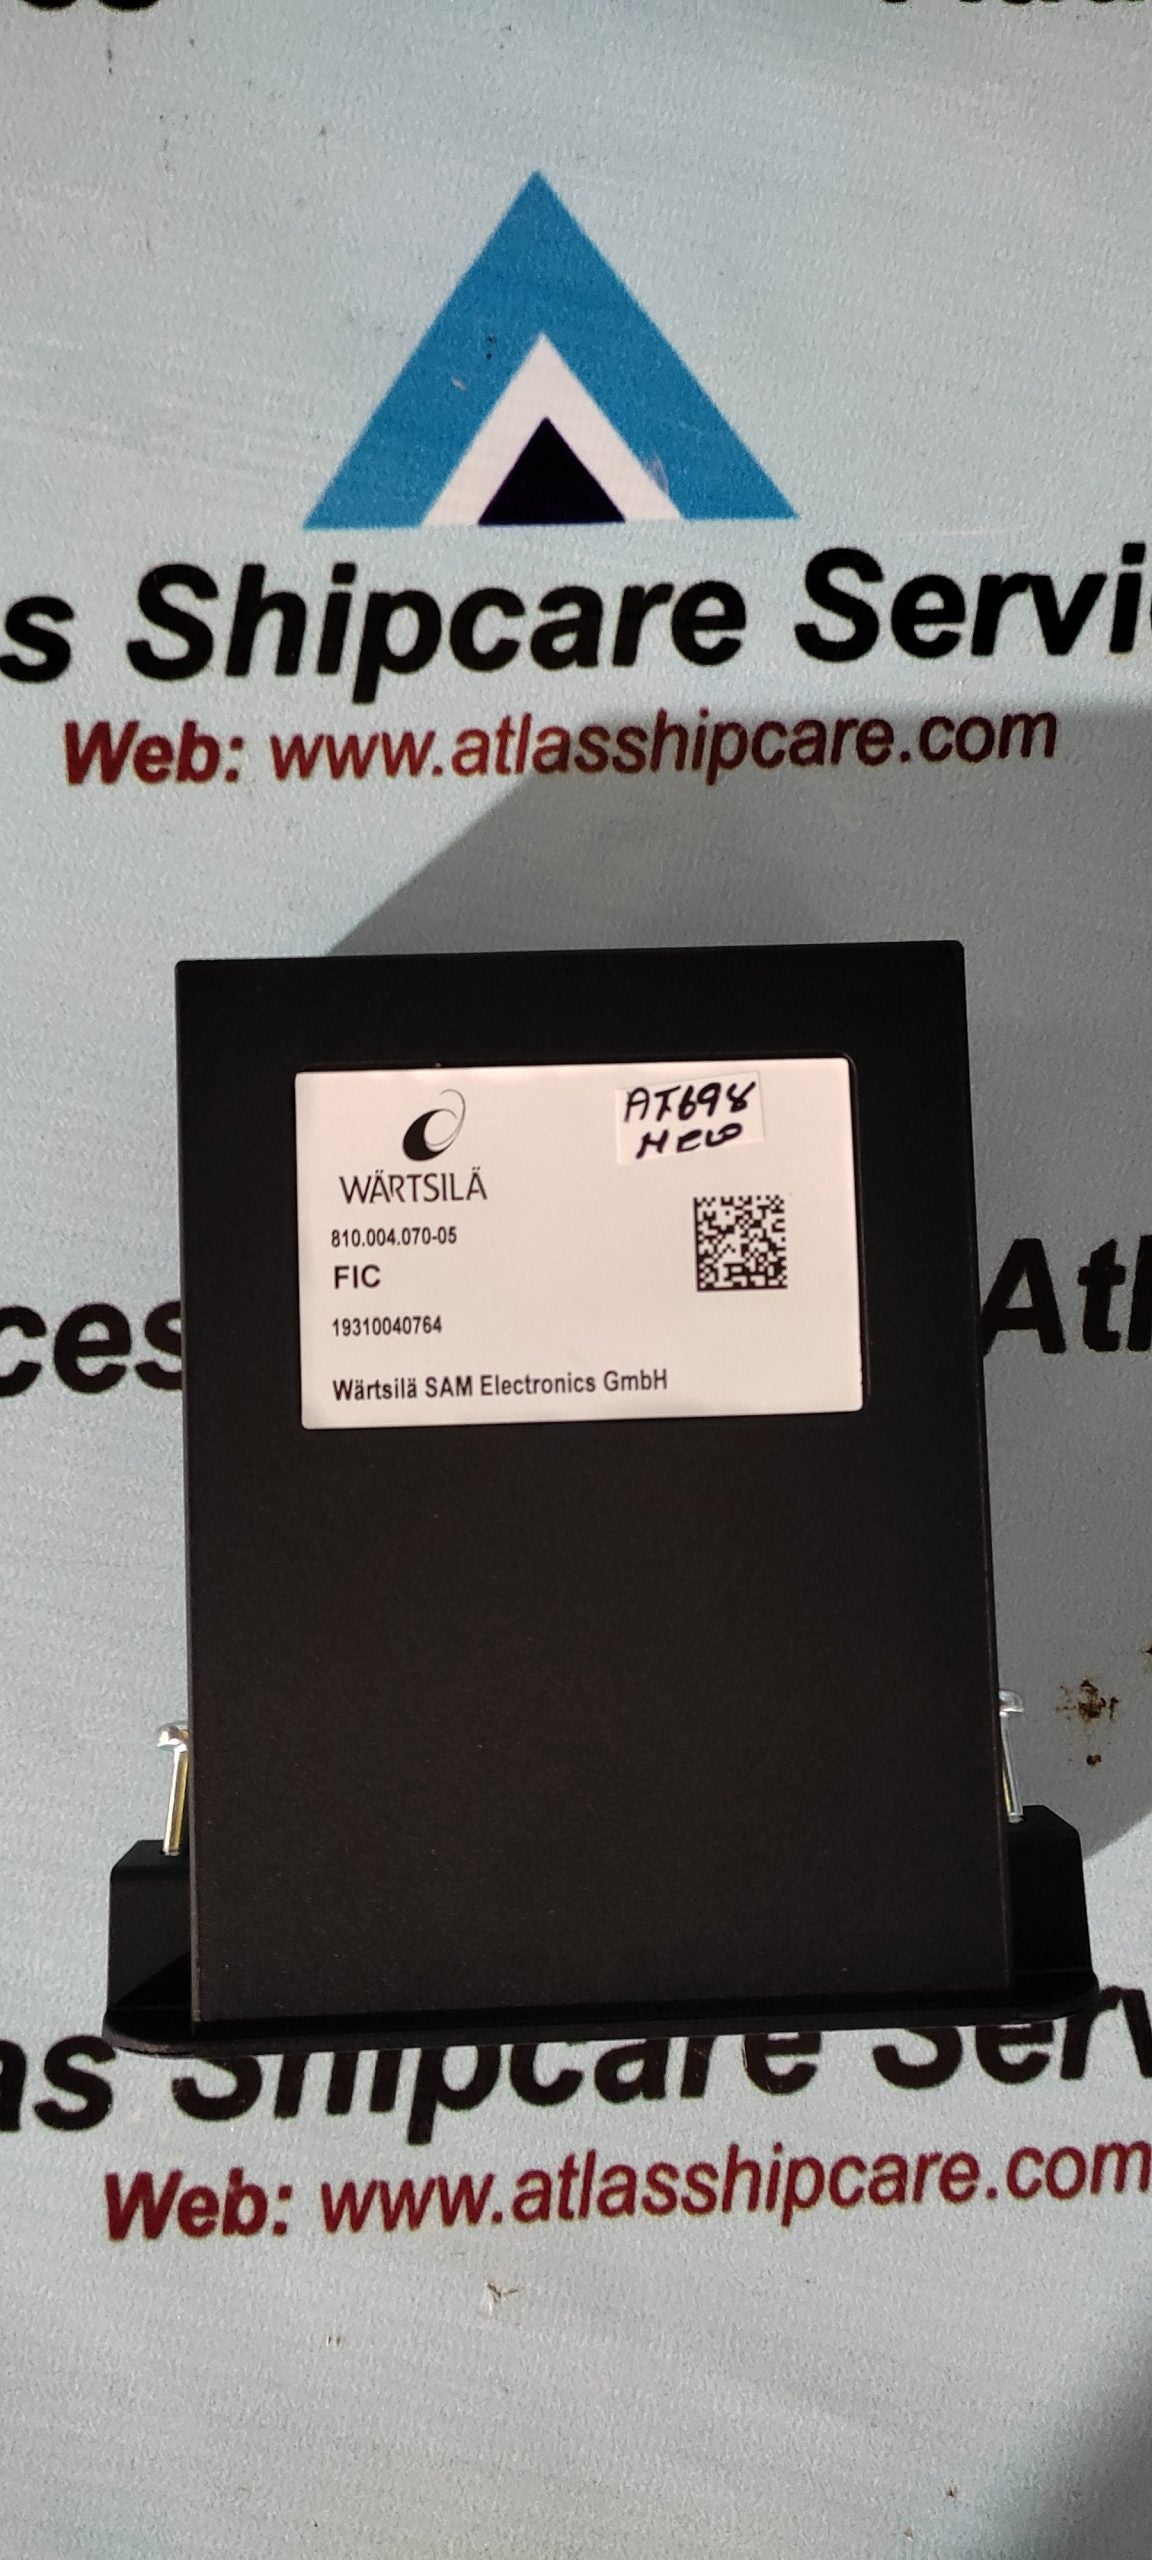 s Shipcare Servi
Web: www.atlasshipcare.com
WÄRTSILÄ
AT698
NEW
810.004.070-05
FIC
19310040764
Wärtsilä SAM Electronics GmbH
ces
Atl
as Shipcare Serv
Web: www.atlasshipcare.com